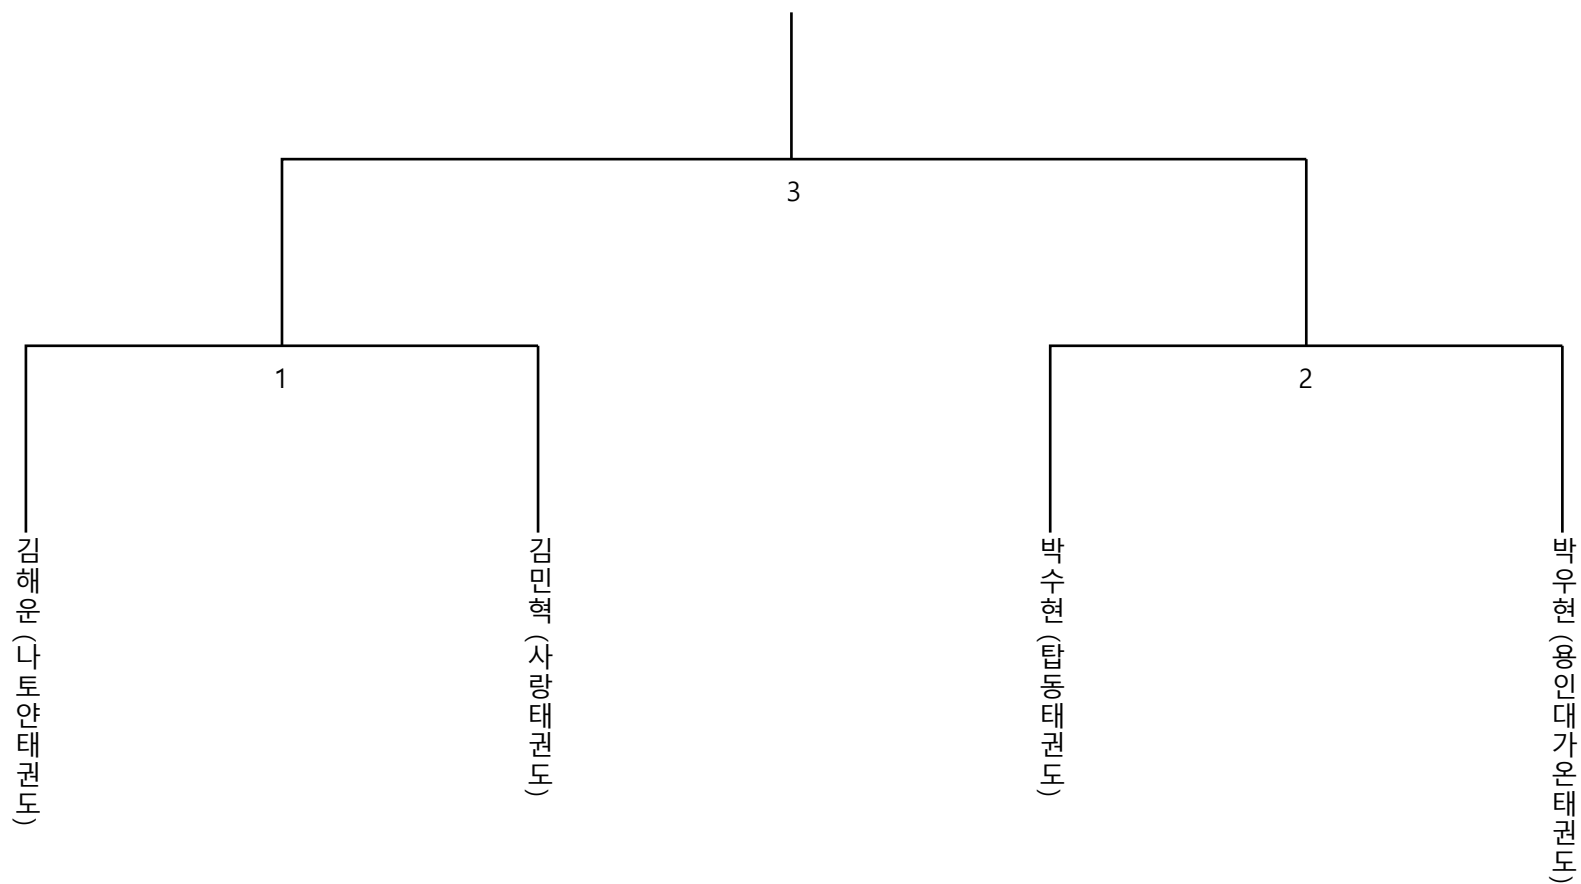 3
1
2
김해운 (나토얀태권도)
김민혁 (사랑태권도)
박수현 (탑동태권도)
박우현 (용인대가온태권도)